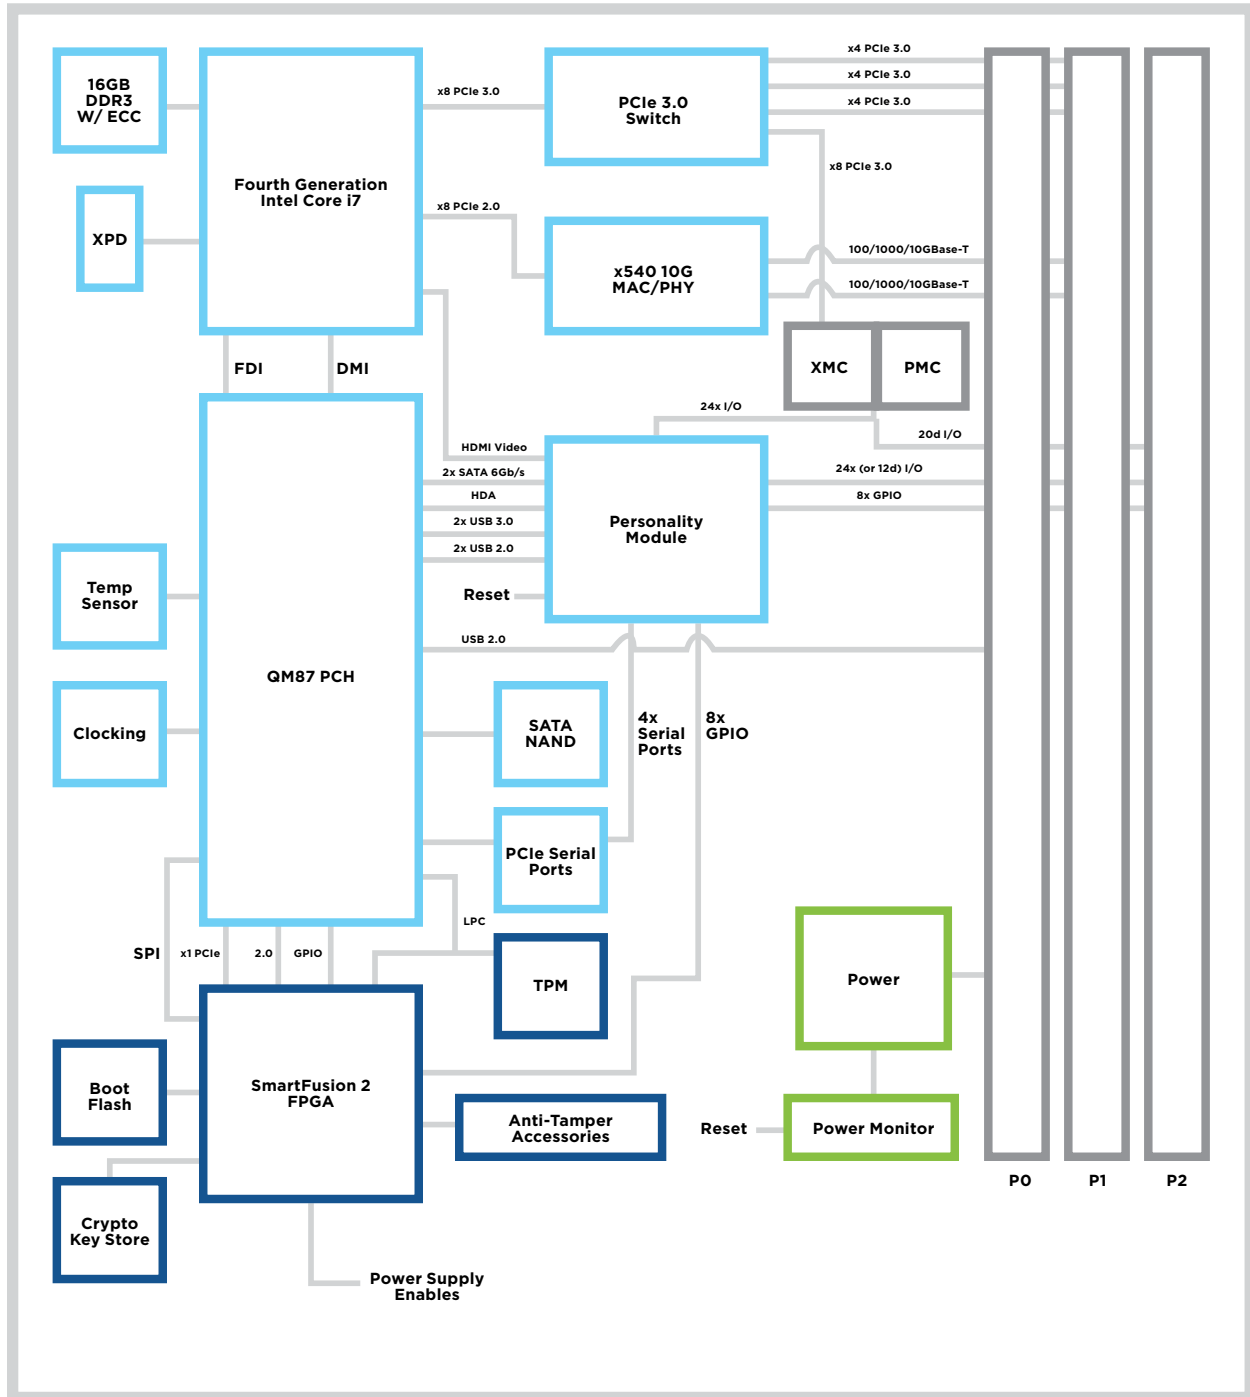 16GB
DDR3
W/ ECC
XPD
Fourth Generation
Intel Core i7
x8 PCIe 3.0
PCIe 3.0
Switch
x4 PCIe 3.0
x4 PCIe 3.0
x4 PCIe 3.0
x8 PCIe 3.0
x8 PCIe 2.0
x540 10G
MAC/PHY
100/1000/10GBase-T
100/1000/10GBase-T
FDI
DMI
XMC
PMC
24x I/O
20d I/O
HDMI Video
2x SATA 6Gb/s
HDA
2x USB 3.0
2x USB 2.0
Reset
Personality
Module
24x (or 12d) I/O
8x GPIO
Temp
Sensor
USB 2.0
QM87 PCH
Clocking
SATA
NAND
4x
Serial
Ports
8x
GPIO
PCIe Serial
Ports
LPC
SPI
x1 PCIe
2.0
GPIO
TPM
Power
SmartFusion 2
FPGA
Boot
Flash
Anti-Tamper
Accessories
Reset
Power Monitor
P0
P1
P2
Crypto
Key Store
Power Supply
Enables